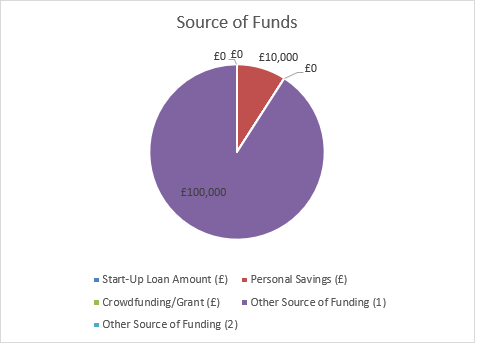 Source of Funds
£0 £0 £10,000
£0
£100,000
Start-Up Loan Amount (£) Personal Savings (£)
Crowdfunding/Grant (£) Other Source of Funding (1)
Other Source of Funding (2)